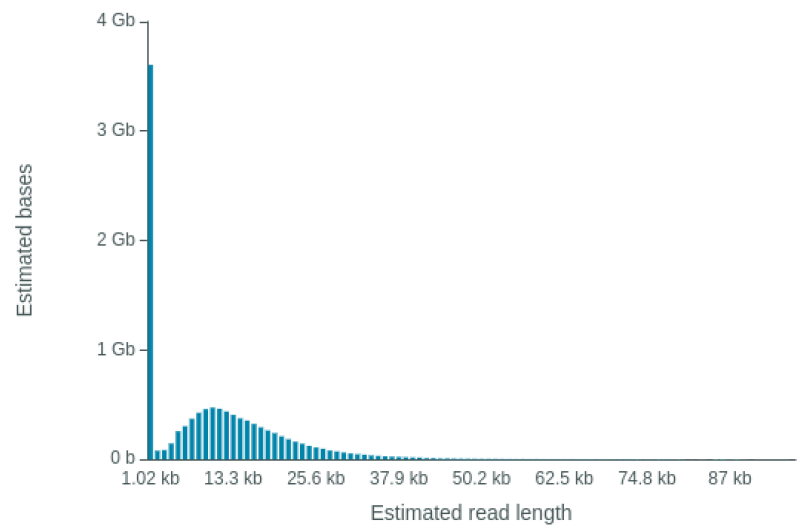 4 Gb
3 Gb
2 Gb
1 Gb
0 b
Estimated bases
1.02 kb 13.3 kb 25.6 kb 37.9 kb 50.2 kb 62.5 kb 74.8 kb 87 kb
Estimated read length